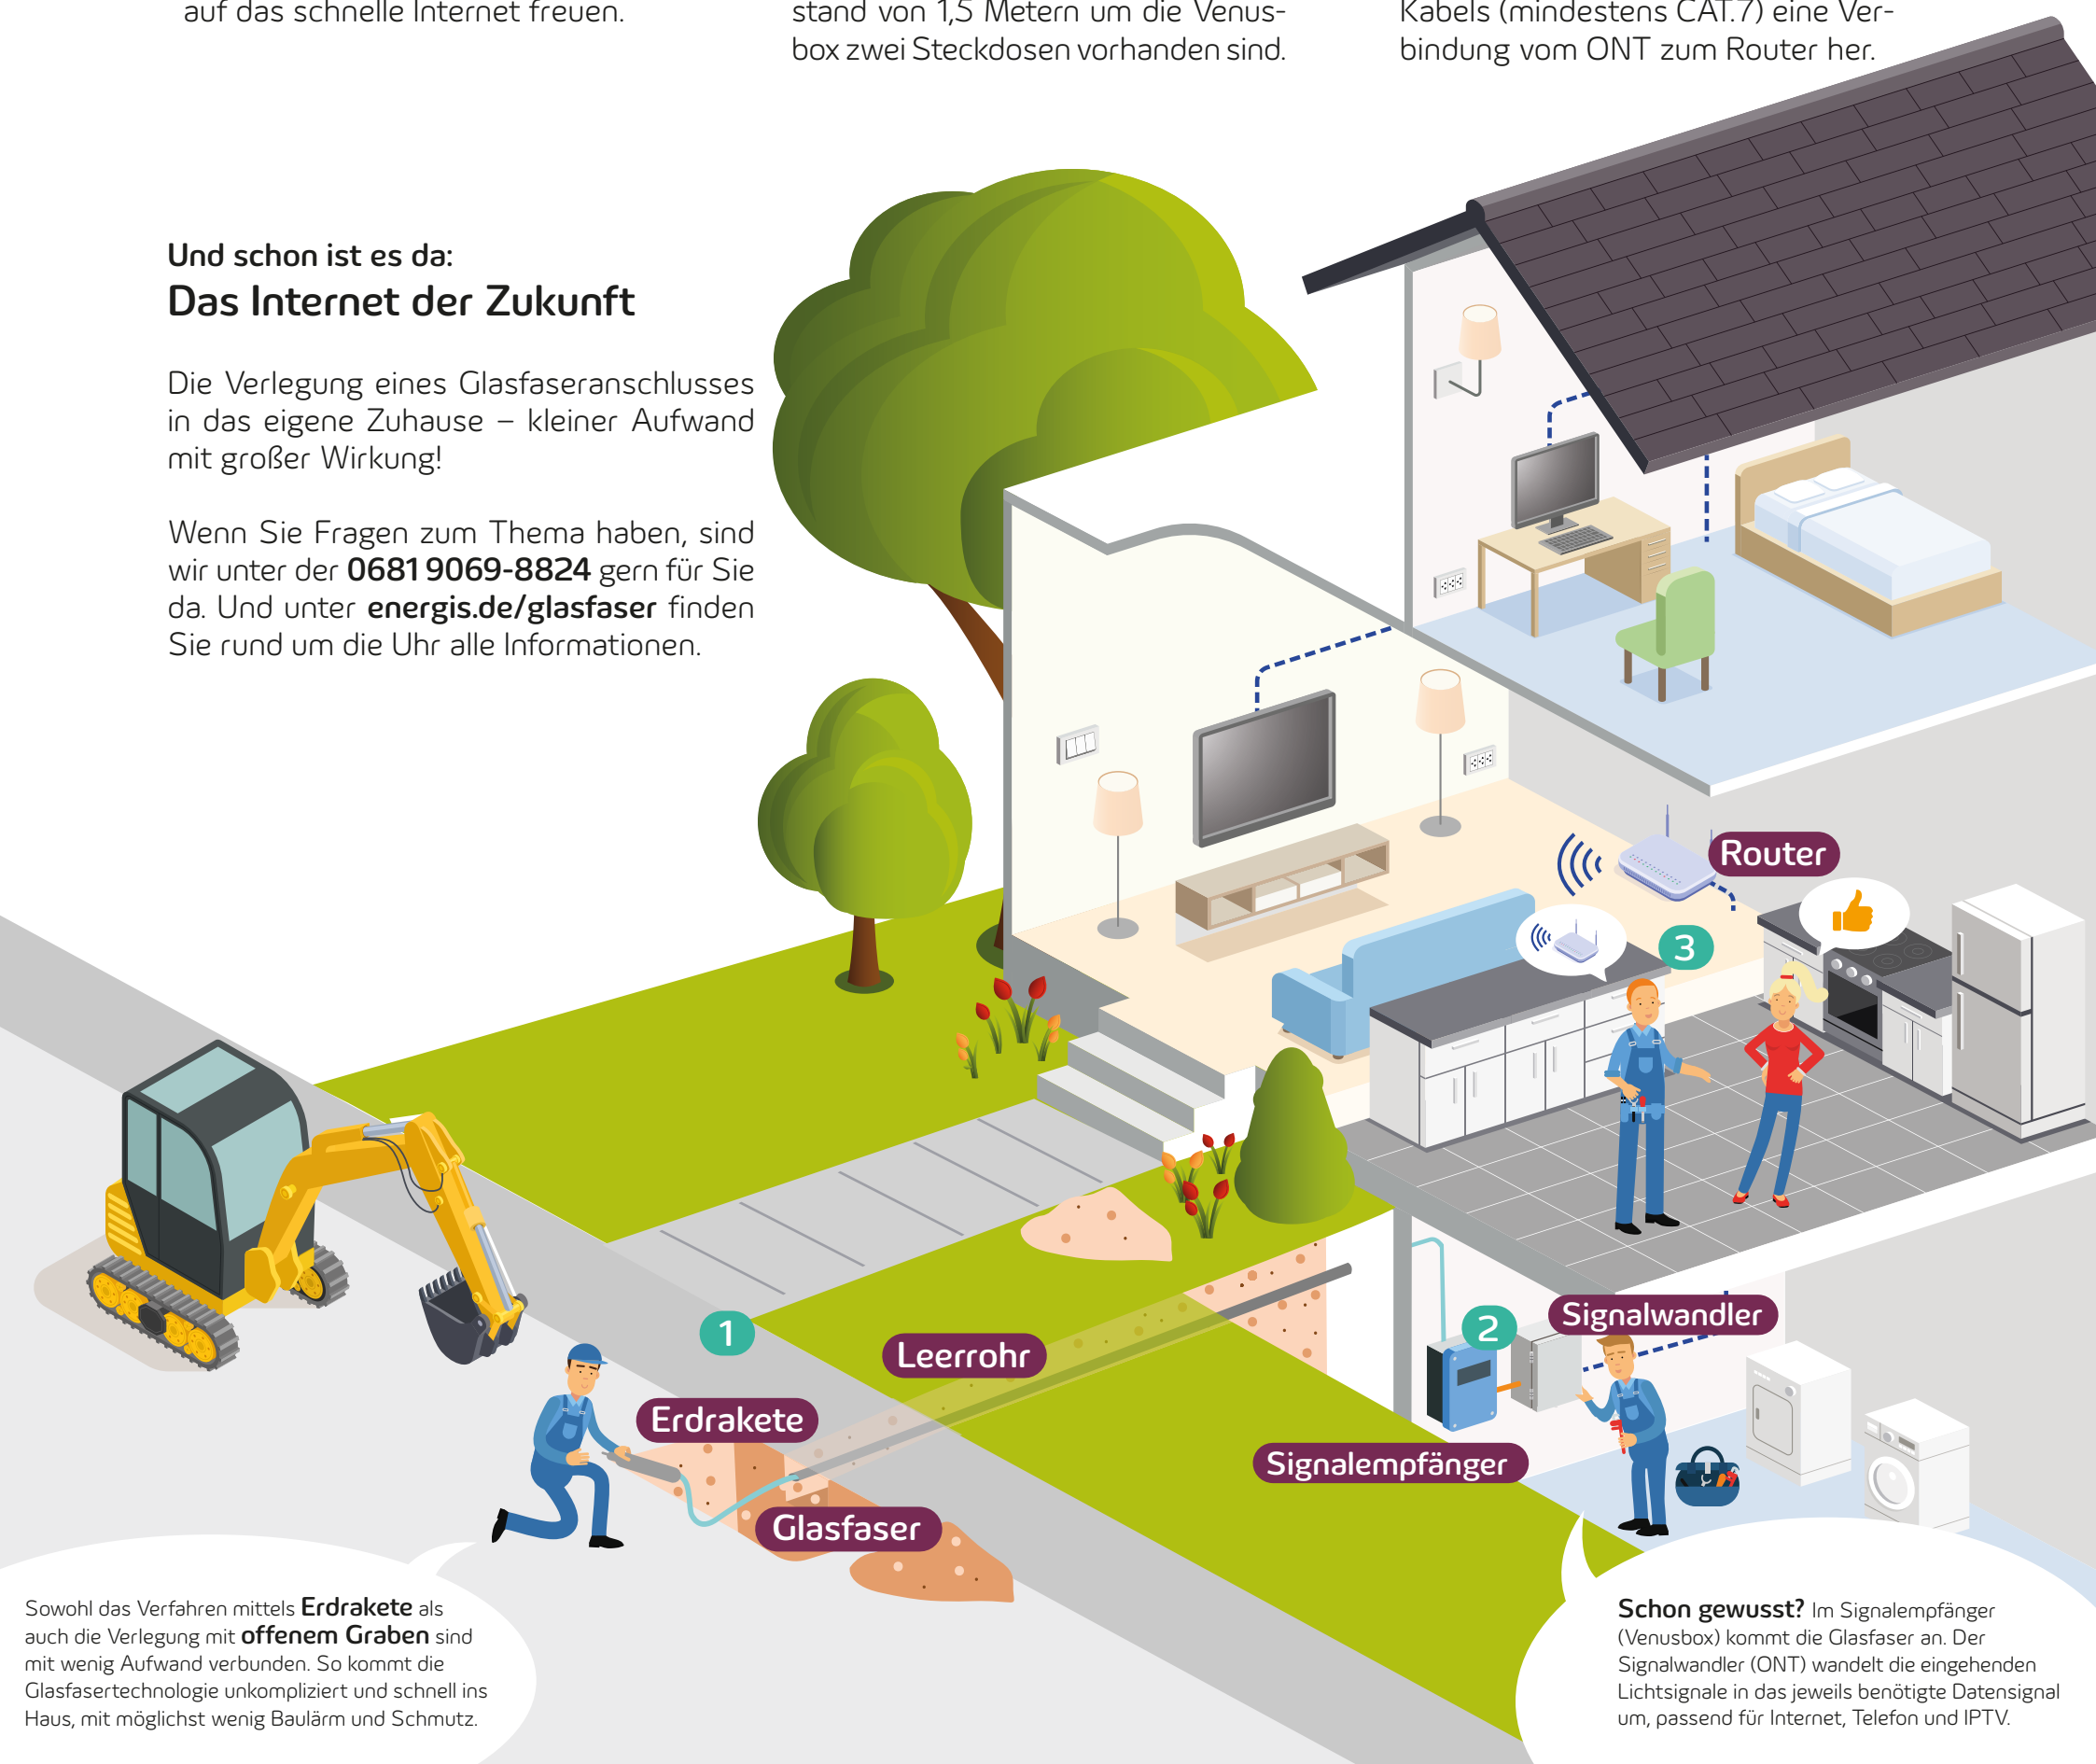 auf das schnelle Internet freuen.
stand von 1,5 Metern um die Venus-
box zwei Steckdosen vorhanden sind.
Kabels (mindestens CAT.7) eine Ver-
bindung vom ONT zum Router her.
Und schon ist es da:
Das Internet der Zukunft
Die Verlegung eines Glasfaseranschlusses
in das eigene Zuhause – kleiner Aufwand
mit großer Wirkung!
Wenn Sie Fragen zum Thema haben, sind
wir unter der 0681 9069-8824 gern für Sie
da. Und unter energis.de/glasfaser finden
Sie rund um die Uhr alle Informationen.
Router
3
1
2
Signalwandler
Leerrohr
Erdrakete
Signalempfänger
Glasfaser
Sowohl das Verfahren mittels Erdrakete als
auch die Verlegung mit offenem Graben sind
mit wenig Aufwand verbunden. So kommt die
Glasfasertechnologie unkompliziert und schnell ins
Haus, mit möglichst wenig Baulärm und Schmutz.
Schon gewusst? Im Signalempfänger
(Venusbox) kommt die Glasfaser an. Der
Signalwandler (ONT) wandelt die eingehenden
Lichtsignale in das jeweils benötigte Datensignal
um, passend für Internet, Telefon und IPTV.